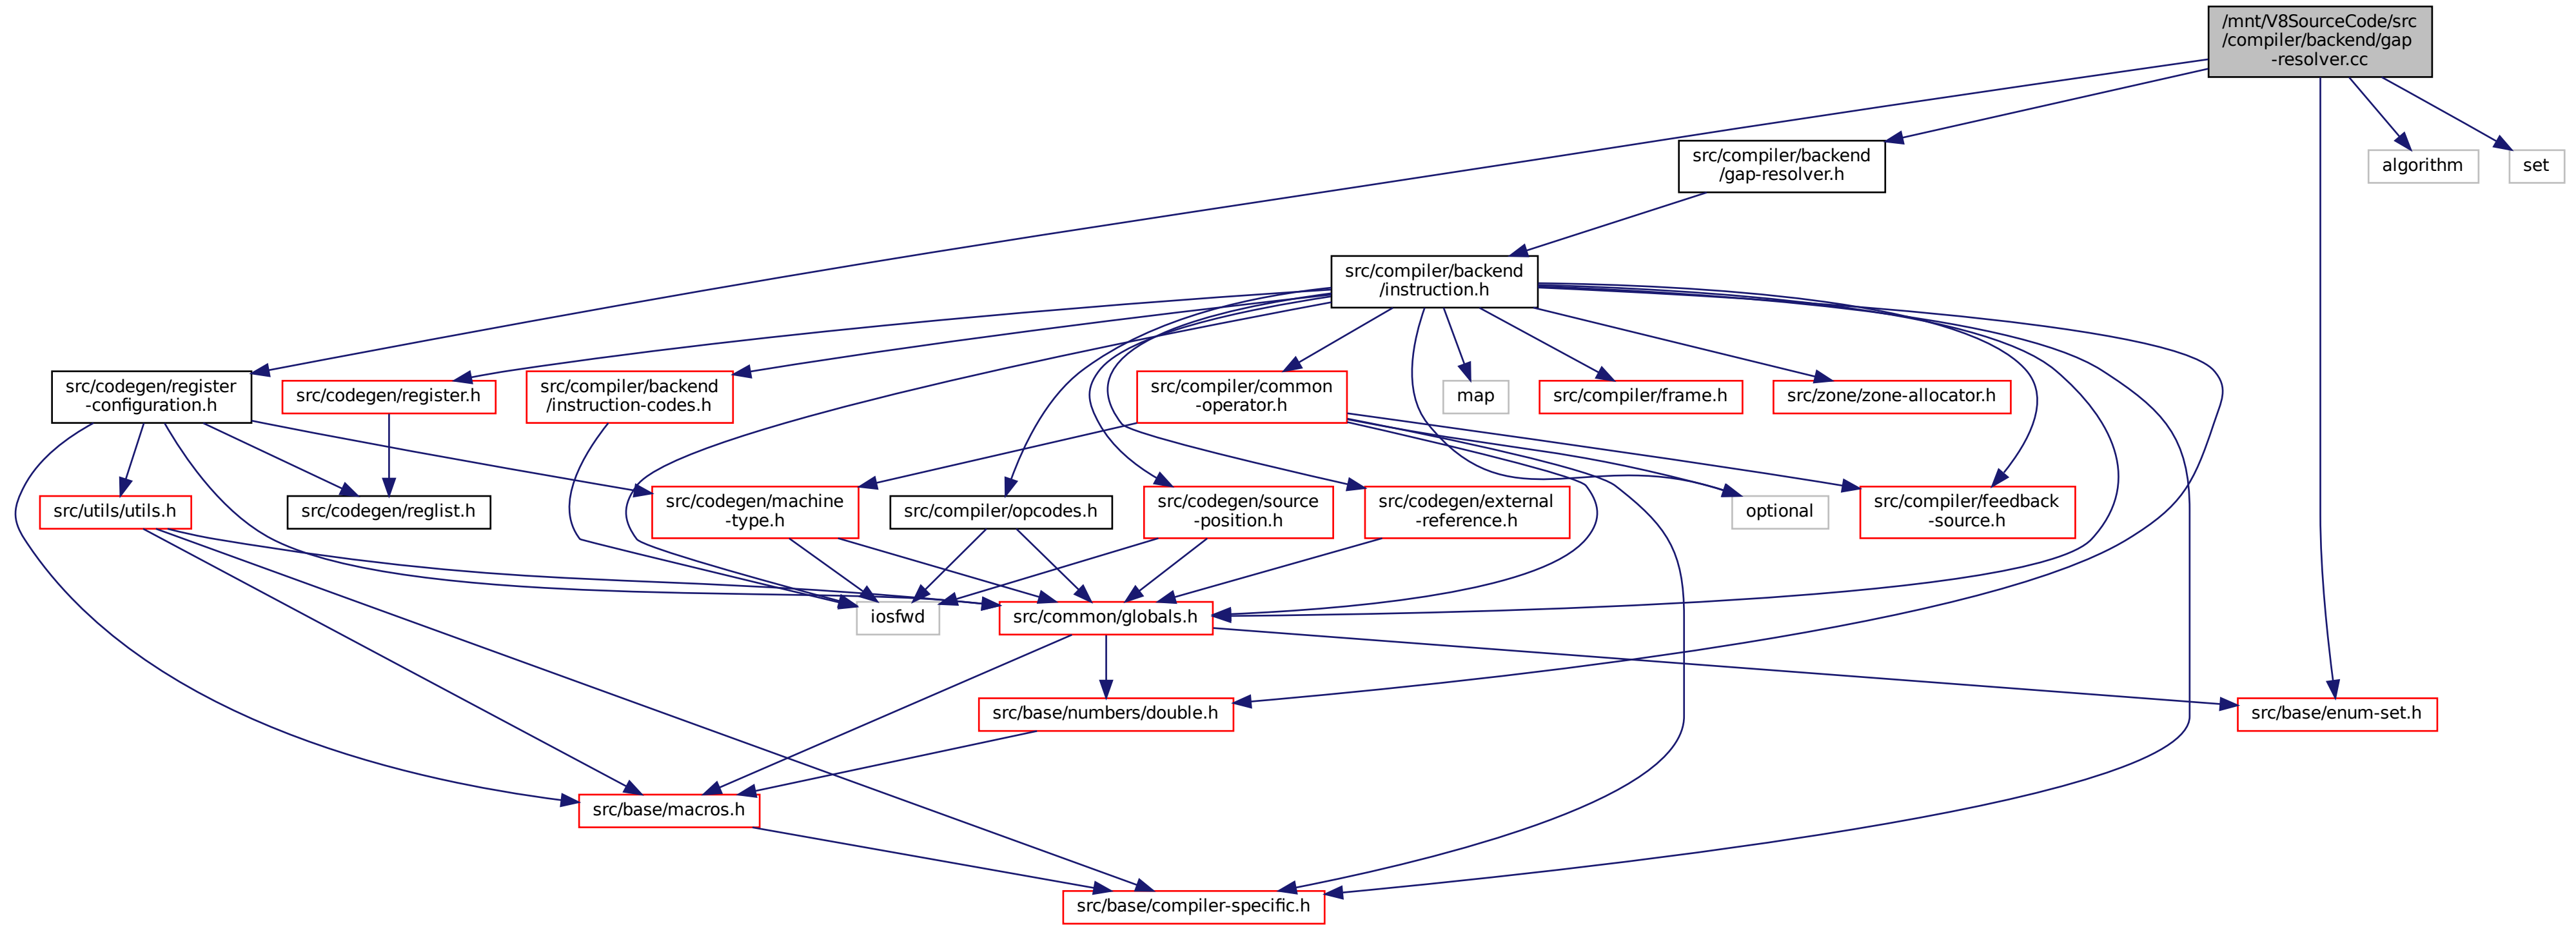 /mnt/V8SourceCode/src
/compiler/backend/gap
-resolver.cc
src/compiler/backend
/gap-resolver.h
algorithm
set
src/compiler/backend
/instruction.h
src/codegen/register
-configuration.h
src/codegen/register.h
src/compiler/backend
/instruction-codes.h
src/compiler/common
-operator.h
map
src/compiler/frame.h
src/zone/zone-allocator.h
src/utils/utils.h
src/codegen/reglist.h
src/codegen/machine
-type.h
src/compiler/opcodes.h
src/codegen/source
-position.h
src/codegen/external
-reference.h
optional
src/compiler/feedback
-source.h
iosfwd
src/common/globals.h
src/base/numbers/double.h
src/base/enum-set.h
src/base/macros.h
src/base/compiler-specific.h